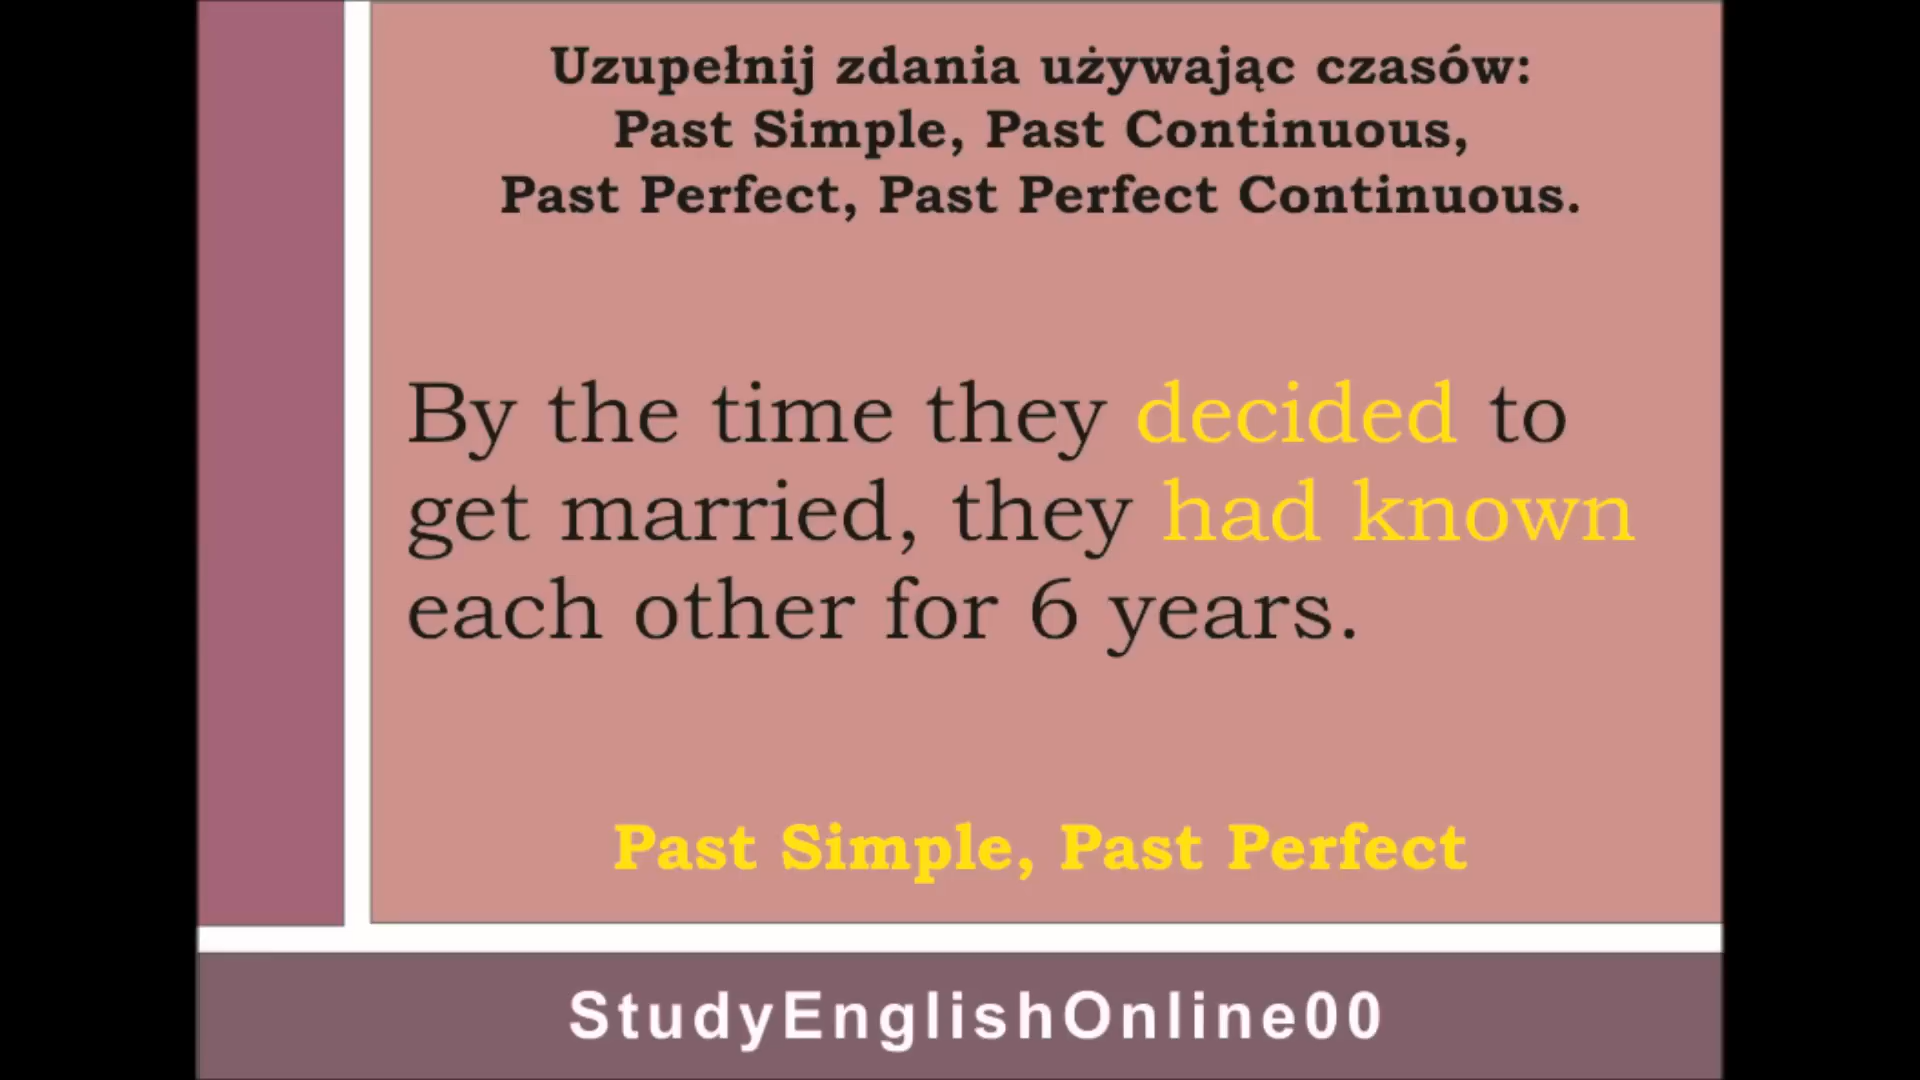 Uzupełnij zdania używając czasów:
Past Simple, Past Continuous,
Past Perfect, Past Perfect Continuous.
By the time they decided to
get married, they had known
each other for 6 years.
Past Simple, Past Perfect
StudyEnglishOnline00